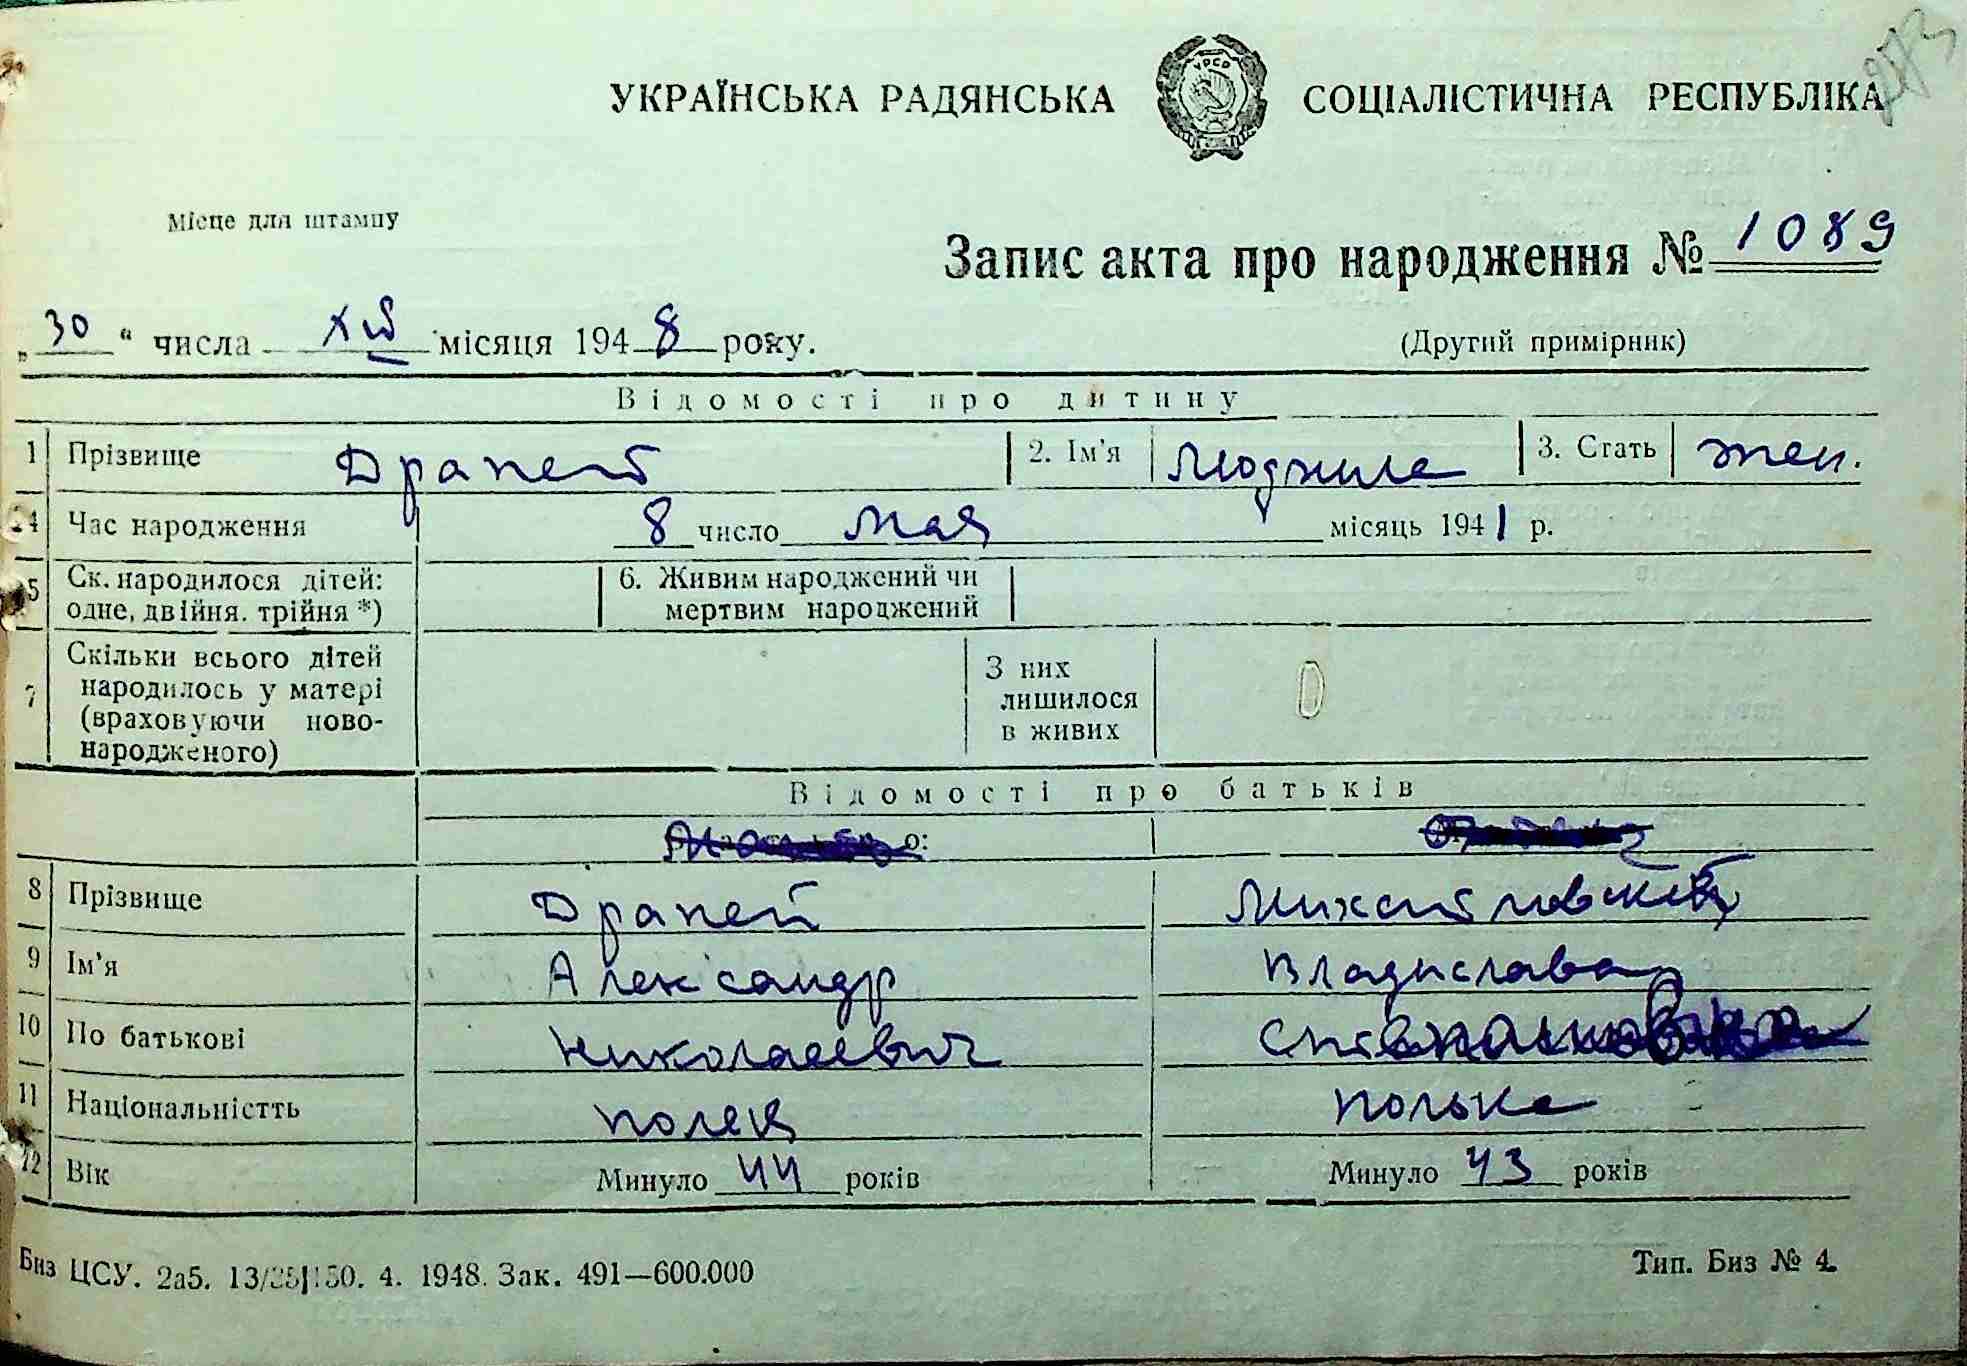 273
УКРАЇНСЬКА РАДЯНСЬКА СОЦІАЛІСТИЧНА РЕСПУБЛІКА
УРСР
Місце для штампу
Запис акта про народження № 1089
„30“ числа XII місяця 1948 року.
(Другий примірник)
Відомості про дитину
1 Прізвище Драпей 2. Ім'я Людмила 3. Стать жен.
4 Час народження 8 число мая місяць 1941 р.
5 Ск. народилося дітей: 6. Живим народжений чи
одне, двійня. трійня *) мертвим народжений
7 Скільки всього дітей З них
народилось у матері лишилося
(враховуючи ново- в живих
народженого)
Відомості про батьків
о:
8 Прізвище Драпей
9 Ім'я Александр Владислава
10 По батькові Николаевич
11 Національністть поляк полька
12 Вік Минуло 44 років Минуло 43 років
Биз ЦСУ. 2а5. 4. 1948. Зак. 491—600.000
Тип. Биз № 4.